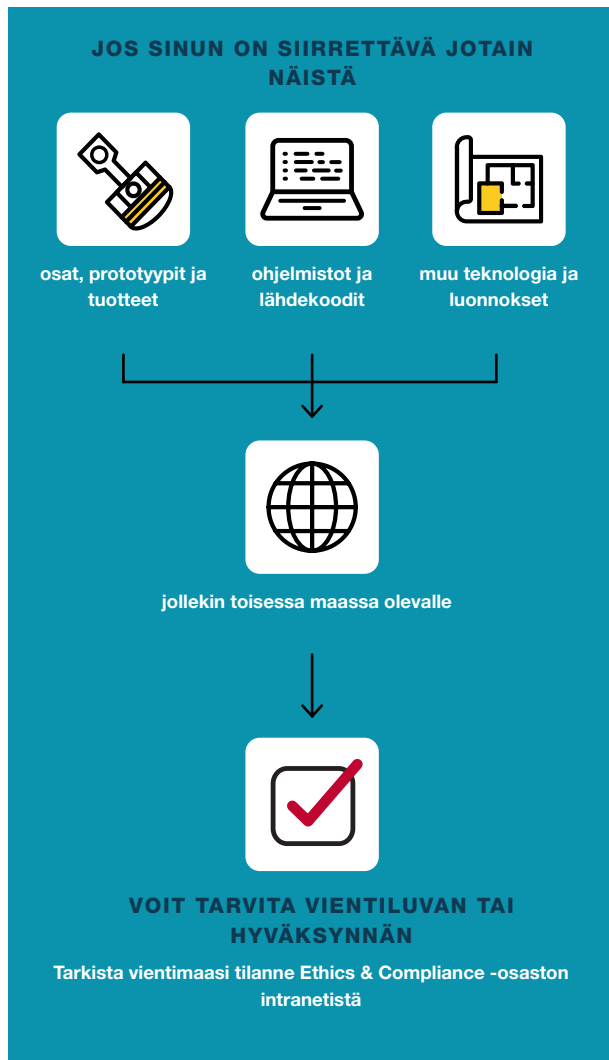 JOS SINUN ON SIIRRETTÄVÄ JOTAIN
NÄISTÄ
osat, prototyypit ja
tuotteet
ohjelmistot ja
lähdekoodit
muu teknologia ja
luonnokset
jollekin toisessa maassa olevalle
VOIT TARVITA VIENTILUVAN TAI
HYVÄKSYNNÄN
Tarkista vientimaasi tilanne Ethics & Compliance -osaston
intranetistä